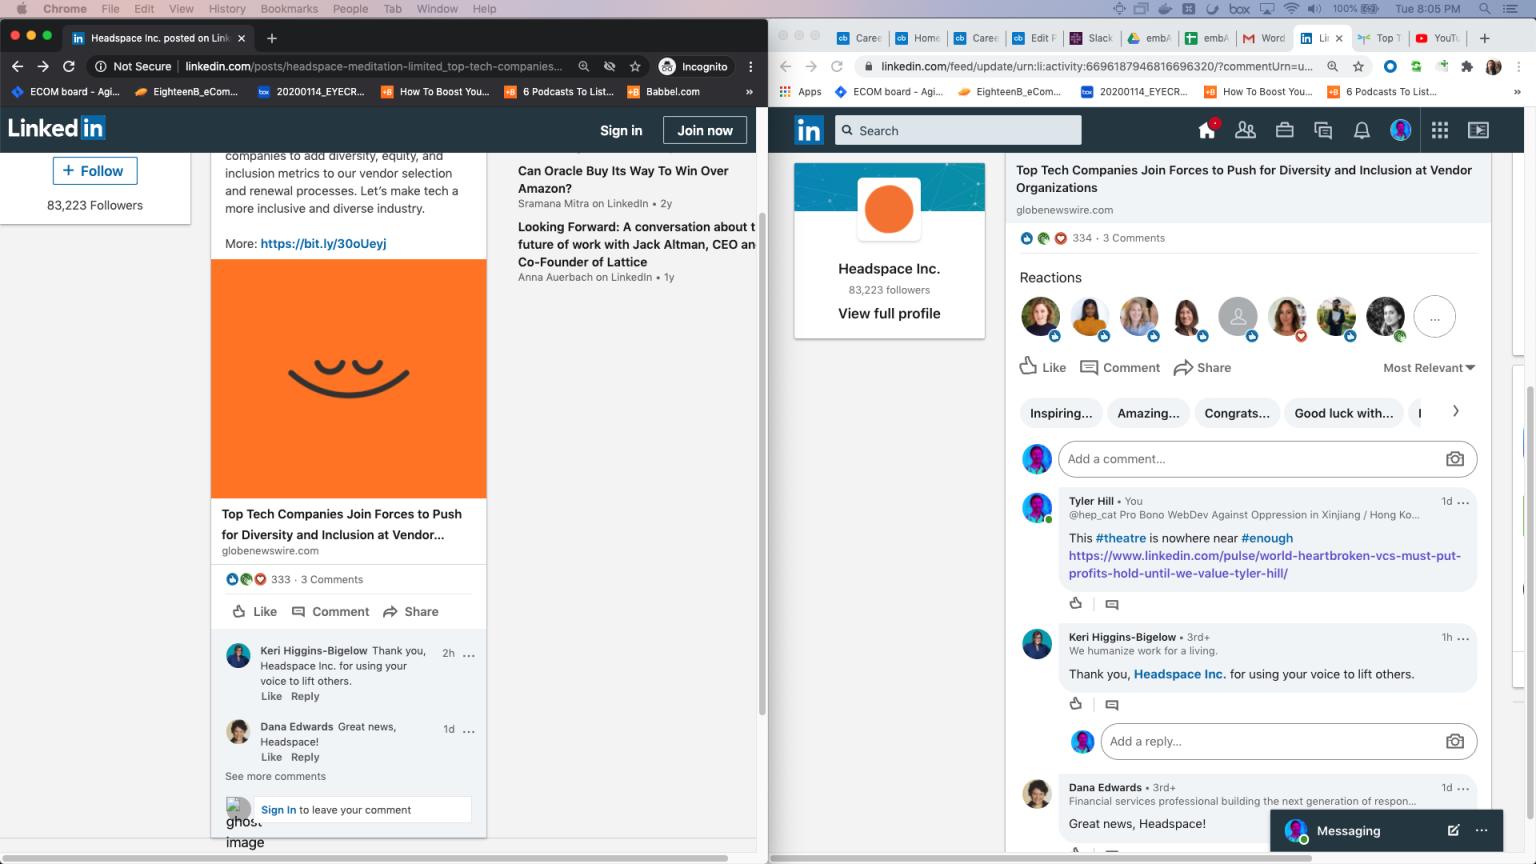 Chrome File Edit View History Bookmarks People Tab Window Help
box 100% Tue 8:05 PM
Headspace Inc. posted on Link
Not Secure linkedin.com/posts/headspace-meditation-limited_top-tech-companies... Incognito
ECOM board - Agi... EighteenB_eCom... 20200114_EYECR... How To Boost You... 6 Podcasts To List... Babbel.com »
Linked in Sign in Join now
+ Follow
83,223 Followers
companies to add diversity, equity, and
inclusion metrics to our vendor selection
and renewal processes. Let's make tech a
more inclusive and diverse industry.
More: https://bit.ly/30oUeyj
Top Tech Companies Join Forces to Push
for Diversity and Inclusion at Vendor...
globenewswire.com
333 · 3 Comments
Like Comment Share
Keri Higgins-Bigelow Thank you, 2h ...
Headspace Inc. for using your
voice to lift others.
Like Reply
Dana Edwards Great news, 1d ...
Headspace!
Like Reply
See more comments
Sign In to leave your comment
ghost
image
Can Oracle Buy Its Way To Win Over
Amazon?
Sramana Mitra on LinkedIn • 2y
Looking Forward: A conversation about t
future of work with Jack Altman, CEO an
Co-Founder of Lattice
Anna Auerbach on LinkedIn • 1y
Caree Home Caree Edit P Slack embA embA Word Lin Top T YouTu
linkedin.com/feed/update/urn:li:activity:6696187946816696320/?commentUrn=u...
Apps ECOM board - Agi... EighteenB_eCom... 20200114_EYECR... How To Boost You... 6 Podcasts To List... »
in Search
Headspace Inc.
83,223 followers
View full profile
Top Tech Companies Join Forces to Push for Diversity and Inclusion at Vendor
Organizations
globenewswire.com
334 · 3 Comments
Reactions
...
Like Comment Share Most Relevant
Inspiring... Amazing... Congrats... Good luck with...
Add a comment...
Tyler Hill • You 1d ...
@hep_cat Pro Bono WebDev Against Oppression in Xinjiang / Hong Ko...
This #theatre is nowhere near #enough
https://www.linkedin.com/pulse/world-heartbroken-vcs-must-put-
profits-hold-until-we-value-tyler-hill/
Keri Higgins-Bigelow • 3rd+ 1h ...
We humanize work for a living.
Thank you, Headspace Inc. for using your voice to lift others.
Add a reply...
Dana Edwards • 3rd+ 1d ...
Financial services professional building the next generation of respon...
Great news, Headspace!
Messaging ...